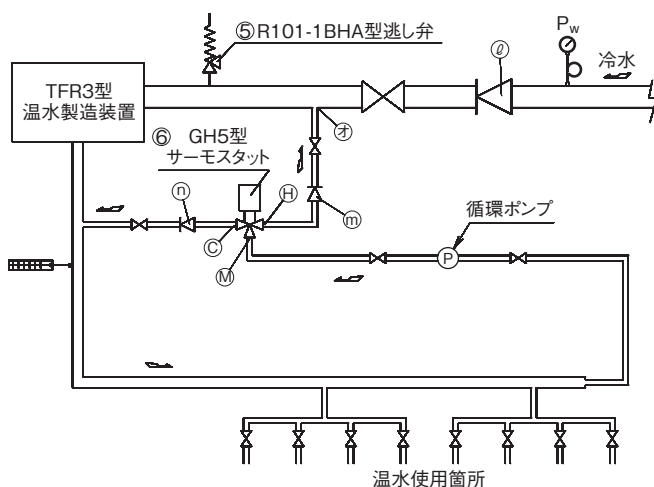 ⑤R101-1BHA型逃し弁
Pw
冷水
ℓ
TFR3型
温水製造装置
オ
⑥ GH5型
サーモスタット
n
H
m
C
M
循環ポンプ
P
温水使用箇所